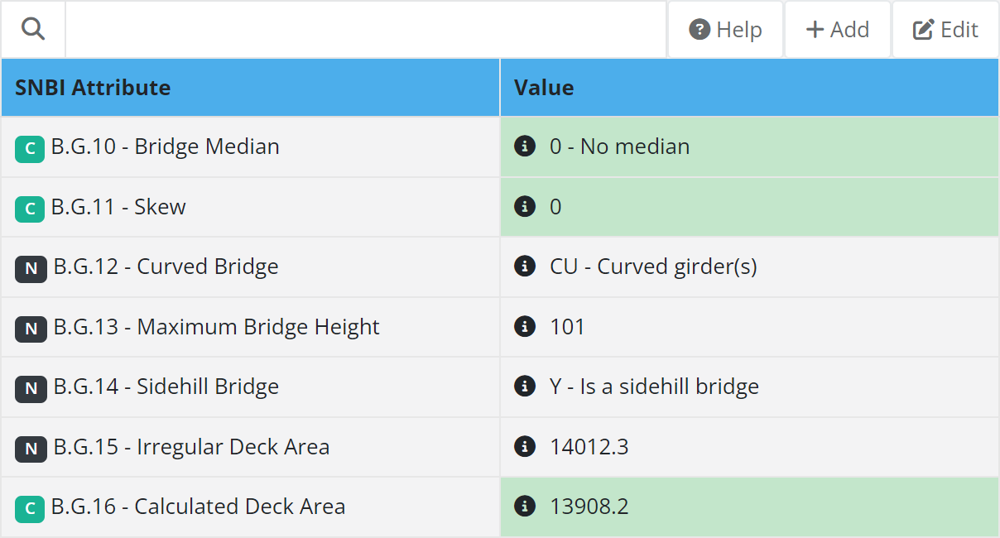 Help Add Edit
SNBI Attribute Value
C B.G.10 - Bridge Median 0 - No median
C B.G.11 - Skew 0
N B.G.12 - Curved Bridge CU - Curved girder(s)
N B.G.13 - Maximum Bridge Height 101
N B.G.14 - Sidehill Bridge Y - Is a sidehill bridge
N B.G.15 - Irregular Deck Area 14012.3
C B.G.16 - Calculated Deck Area 13908.2